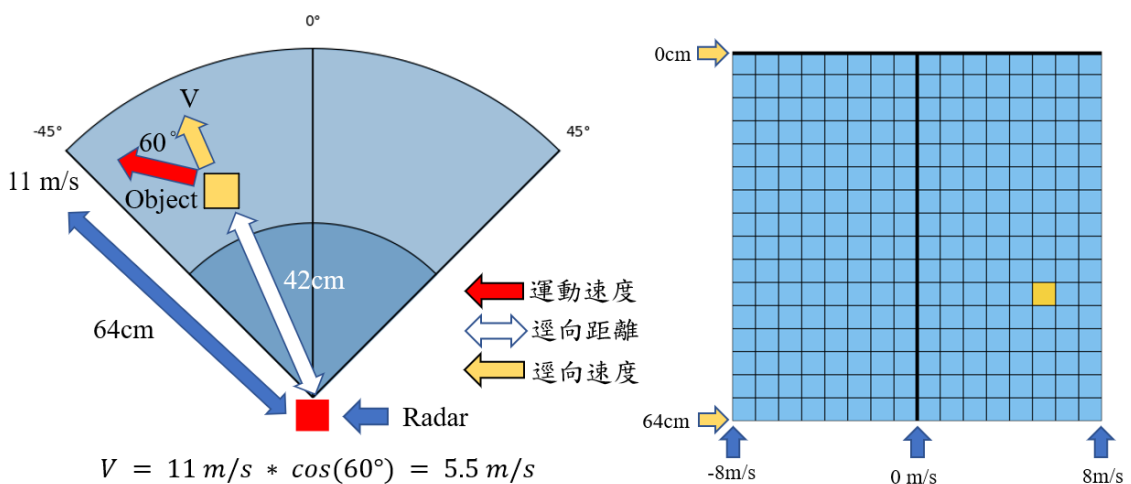 0°
V
-45°
60°
45°
11 m/s
Object
42cm
64cm
Radar
運動速度
逕向距離
逕向速度
V = 11 m/s * cos(60°) = 5.5 m/s
0cm
64cm
-8m/s
0 m/s
8m/s